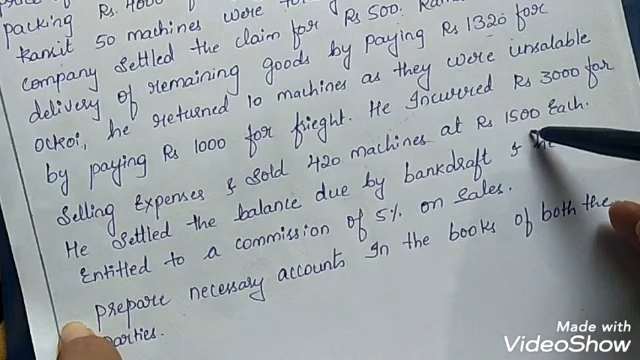 packing Rs. 4000
transit 50 machines were
company settled the claim for Rs 500.
delivery of remaining goods by paying Rs 1320 for
Octroi, he returned 10 machines as they were unsalable
by paying Rs 1000 for frieght. He Incurred Rs 3000 for
Selling Expenses & Sold 420 machines at Rs 1500 Each.
He Settled the balance due by bankdraft & he
Entitled to a commission of 5% on Sales.
prepare necessary accounts In the books of both the
parties.
Made with
VideoShow